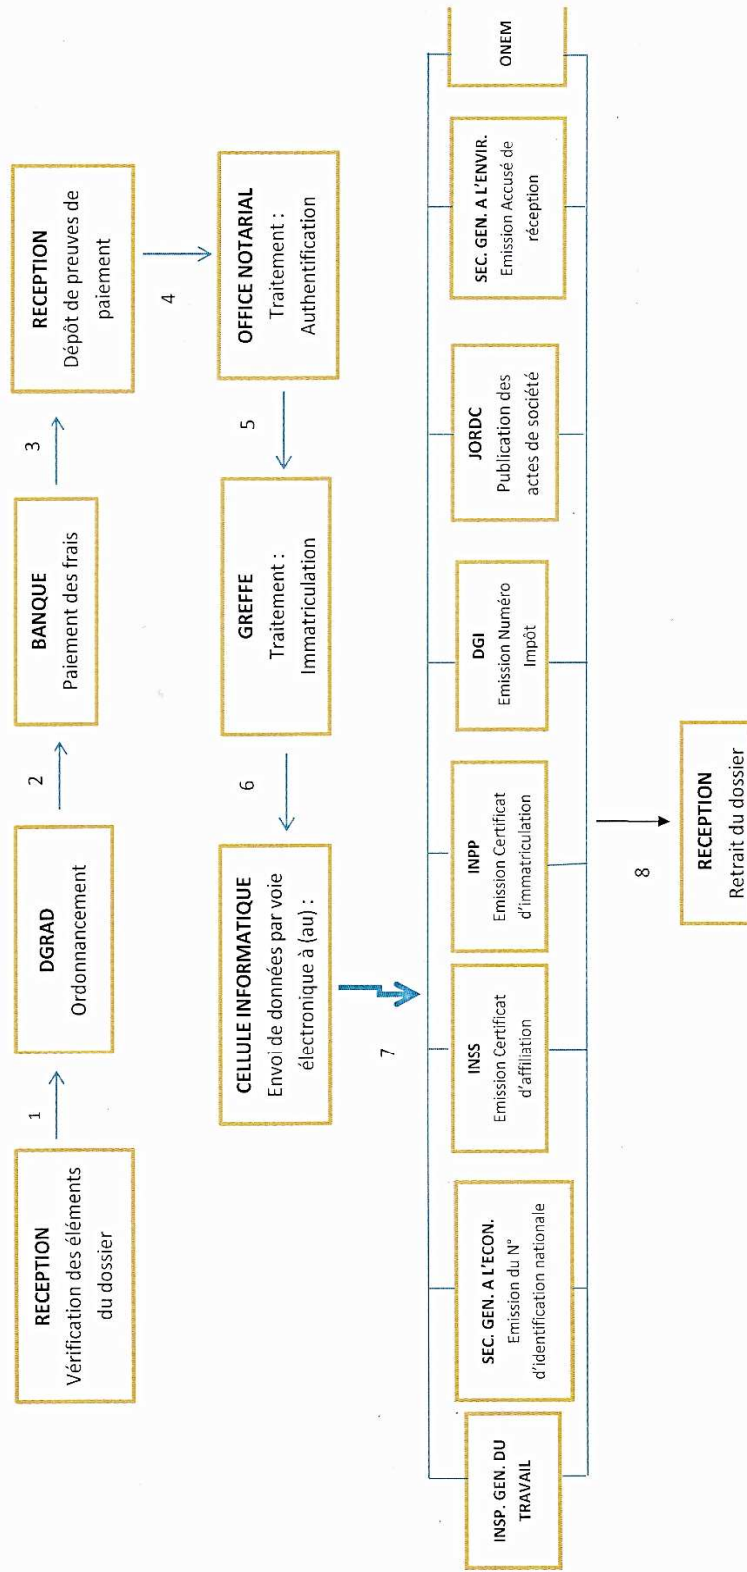 RECEPTION
Vérification des éléments
du dossier
1
DGRAD
Ordonnancement
2
BANQUE
Paiement des frais
3
RECEPTION
Dépôt de preuves de
paiement
4
OFFICE NOTARIAL
Traitement :
Authentification
5
GREFFE
Traitement :
Immatriculation
6
CELLULE INFORMATIQUE
Envoi de données par voie
électronique à (au) :
7
INSP. GEN. DU
TRAVAIL
SEC. GEN. A L'ECON.
Emission du N°
d'identification nationale
INSS
Emission Certificat
d'affiliation
INPP
Emission Certificat
d'immatriculation
DGI
Emission Numéro
Impôt
JORDC
Publication des
actes de société
SEC. GEN. A L'ENVIR.
Emission Accusé de
réception
ONEM
8
RECEPTION
Retrait du dossier